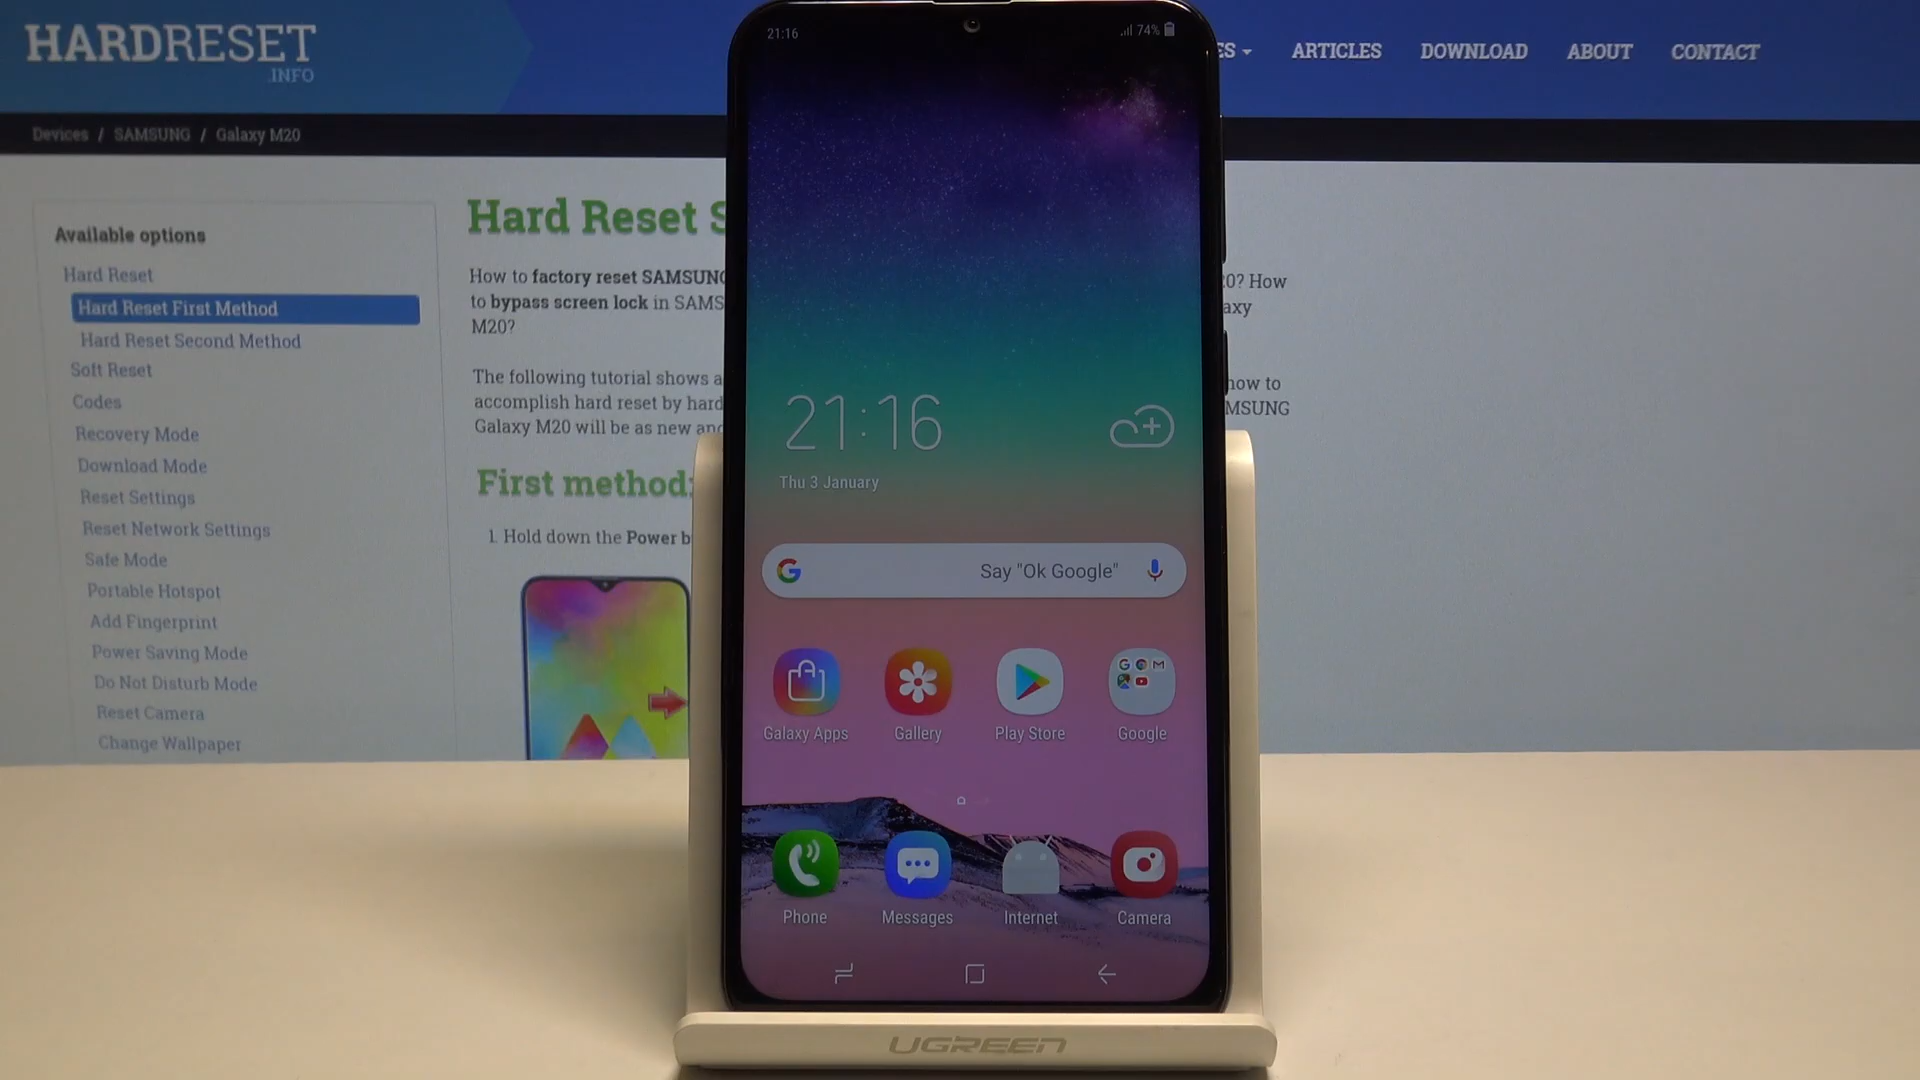 HARDRESET
.INFO
ES
ARTICLES
DOWNLOAD
ABOUT
CONTACT
Devices / SAMSUNG / Galaxy M20
Available options
Hard Reset
Hard Reset First Method
Hard Reset Second Method
Soft Reset
Codes
Recovery Mode
Download Mode
Reset Settings
Reset Network Settings
Safe Mode
Portable Hotspot
Add Fingerprint
Power Saving Mode
Do Not Disturb Mode
Reset Camera
Change Wallpaper
Hard Reset S
How to factory reset SAMSUNG
to bypass screen lock in SAMS
M20?
0? How
axy
The following tutorial shows a
accomplish hard reset by hard
Galaxy M20 will be as new and
how to
MSUNG
First method:
1. Hold down the Power b
21:16
74%
21:16
Thu 3 January
Say "Ok Google"
Galaxy Apps
Gallery
Play Store
Google
Phone
Messages
Internet
Camera
UGREEN